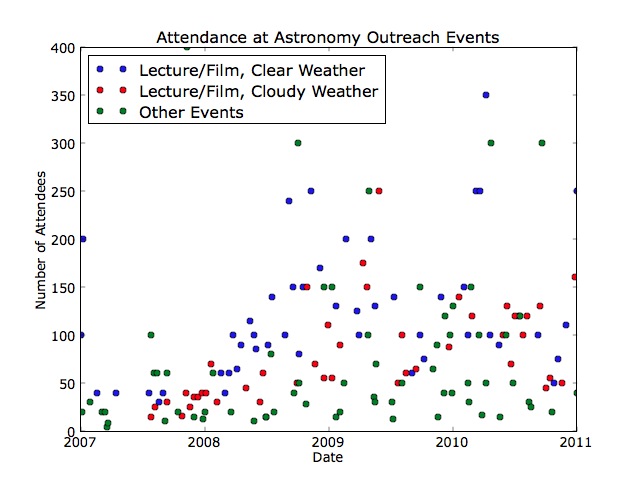 Attendance at Astronomy Outreach Events
400
Lecture/Film, Clear Weather
Lecture/Film, Cloudy Weather
Other Events
350
300
250
200
150
100
50
0
Number of Attendees
2007 2008 2009 2010 2011
Date